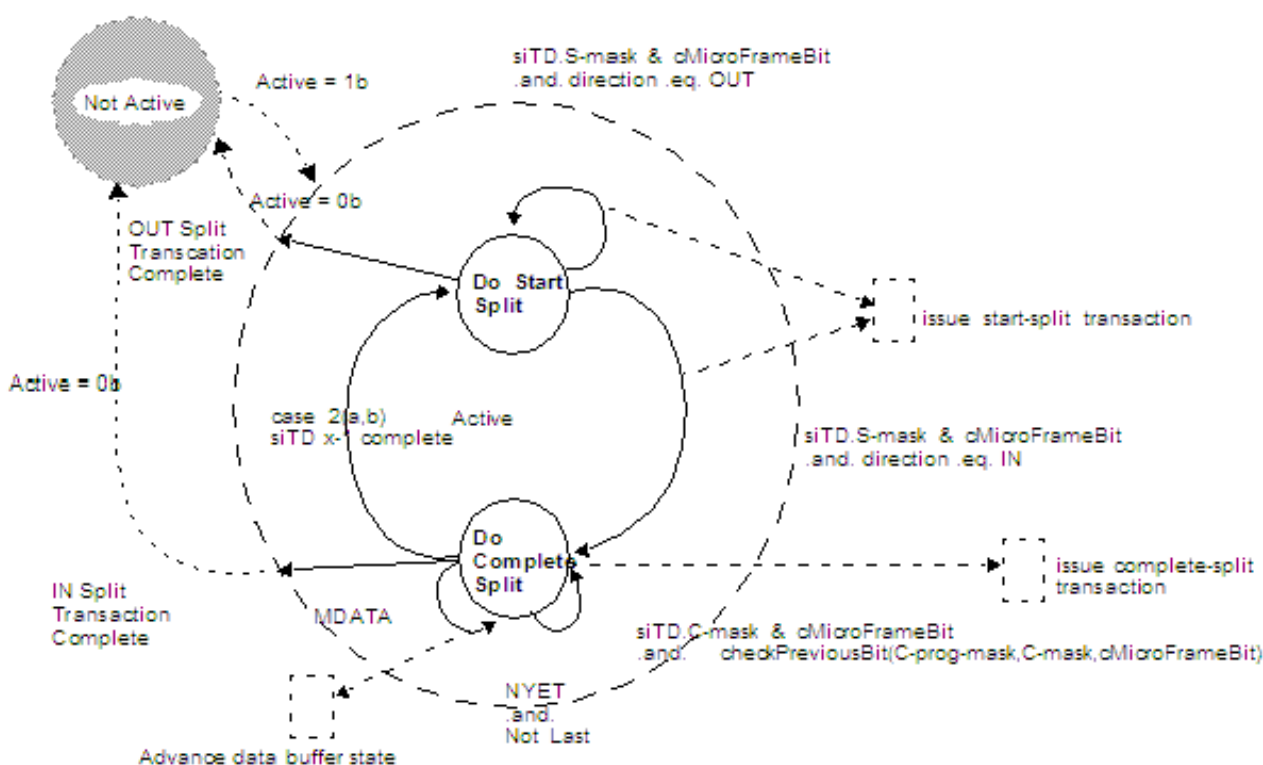 siTD.S-mask & cMicroFrameBit
.and. direction .eq. OUT
Active = 1b
Not Active
Active = 0b
OUT Split
Transcation
Complete
Do Start
Split
issue start-split transaction
Active = 0b
case 2(a,b)
siTD x-1 complete
Active
siTD.S-mask & cMicroFrameBit
.and. direction .eq. IN
Do
Complete
Split
issue complete-split
transaction
IN Split
Transaction
Complete
MDATA
siTD.C-mask & cMicroFrameBit
.and. checkPreviousBit(C-prog-mask,C-mask,cMicroFrameBit)
NYET
.and.
Not Last
Advance data buffer state